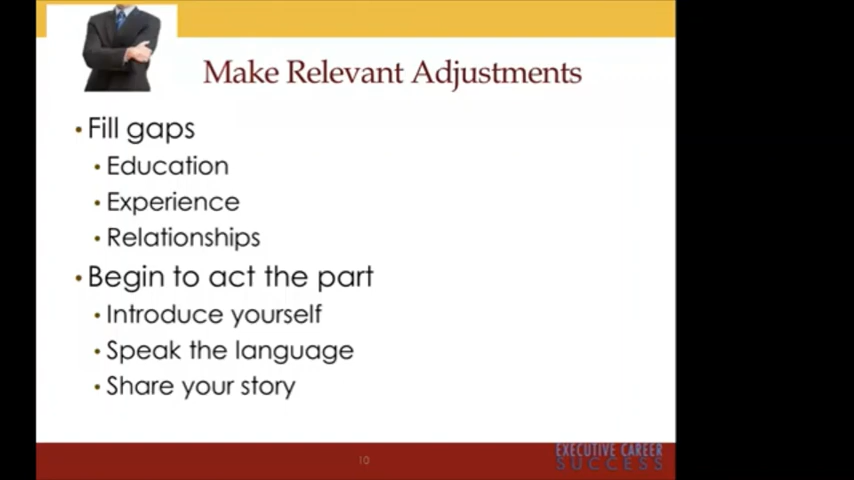 Make Relevant Adjustments
• Fill gaps
• Education
• Experience
• Relationships
• Begin to act the part
• Introduce yourself
• Speak the language
• Share your story
10
EXECUTIVE CAREER
SUCCESS